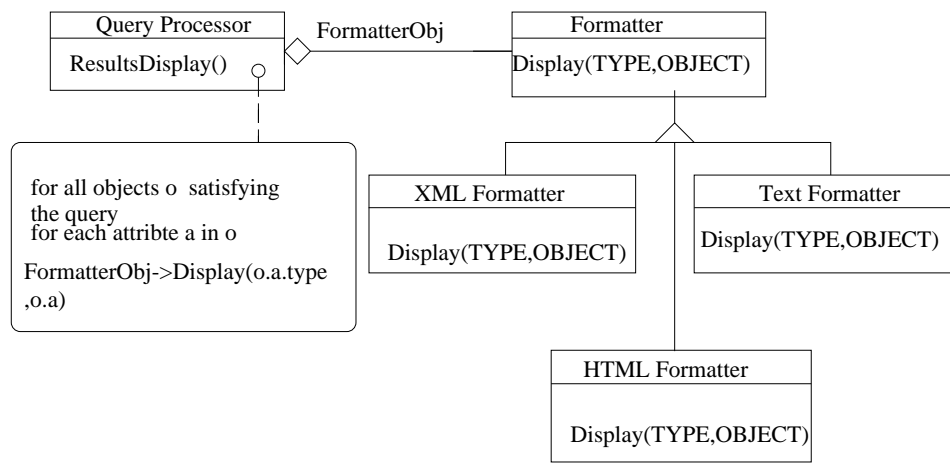 Query Processor
ResultsDisplay()
FormatterObj
Formatter
Display(TYPE,OBJECT)
for all objects o satisfying
the query
for each attribte a in o
FormatterObj->Display(o.a.type
,o.a)
XML Formatter
Display(TYPE,OBJECT)
Text Formatter
Display(TYPE,OBJECT)
HTML Formatter
Display(TYPE,OBJECT)